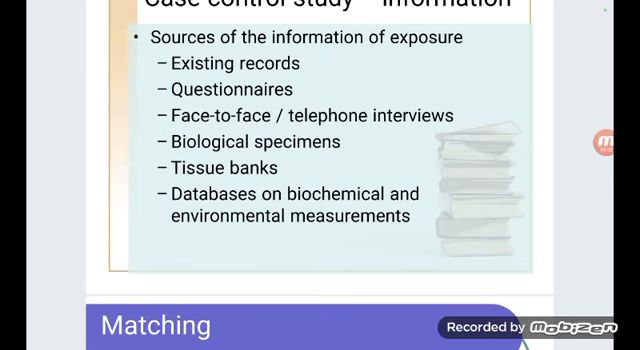 Case control study – information
• Sources of the information of exposure
– Existing records
– Questionnaires
– Face-to-face / telephone interviews
– Biological specimens
– Tissue banks
– Databases on biochemical and
environmental measurements
Matching
Recorded by mobizen